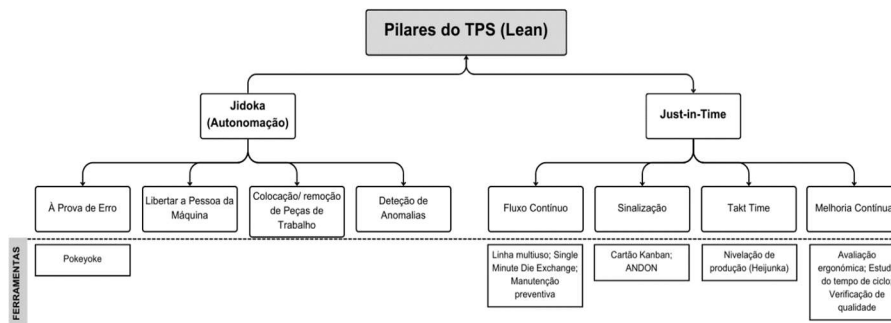 Pilares do TPS (Lean)
Jidoka
(Autonomação)
Just-in-Time
À Prova de Erro
Libertar a Pessoa da
Máquina
Colocação/ remoção
de Peças de
Trabalho
Deteção de
Anomalias
Fluxo Contínuo
Sinalização
Takt Time
Melhoria Contínua
FERRAMENTAS
Pokeyoke
Linha multiuso; Single
Minute Die Exchange;
Manutenção
preventiva
Cartão Kanban;
ANDON
Nivelação de
produção (Heijunka)
Avaliação
ergonómica; Estudo
do tempo de ciclo;
Verificação de
qualidade